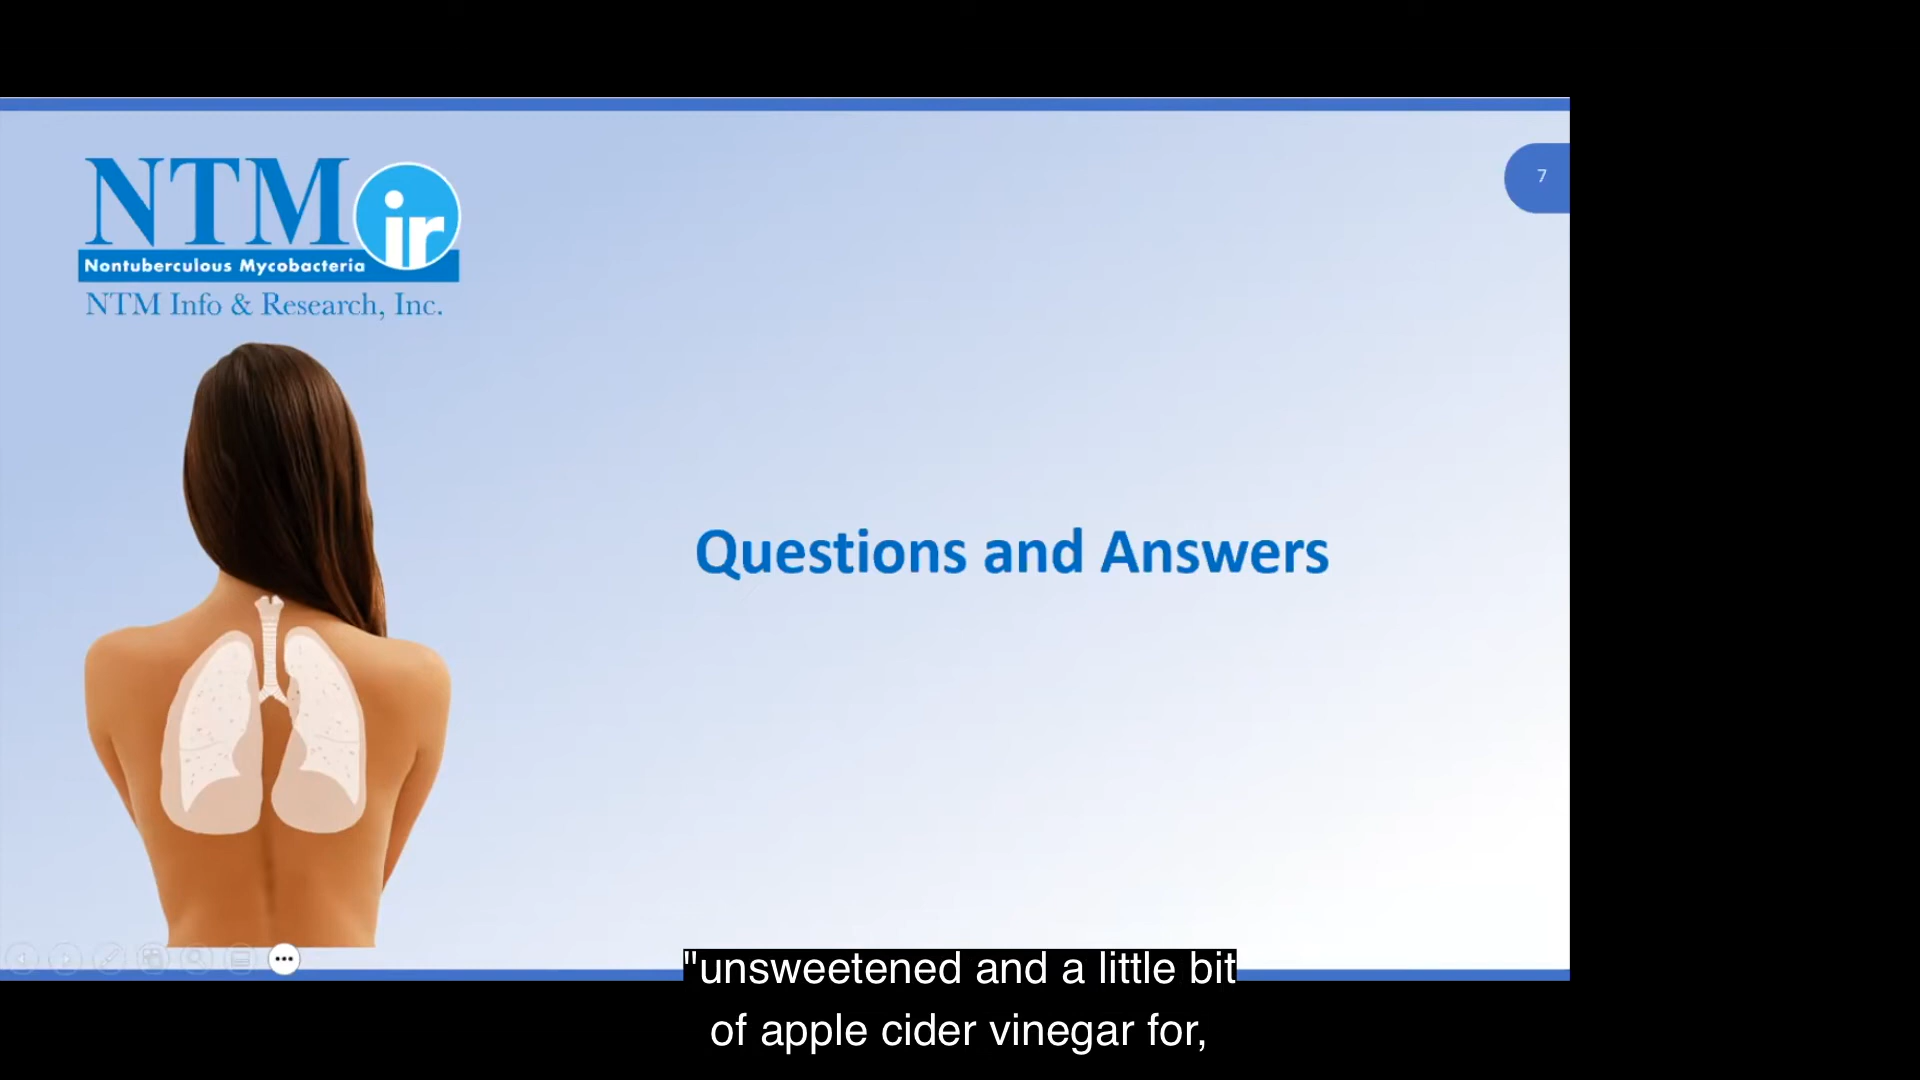 NTM ir
Nontuberculous Mycobacteria
NTM Info & Research, Inc.
7
Questions and Answers
"unsweetened and a little bit
of apple cider vinegar for,